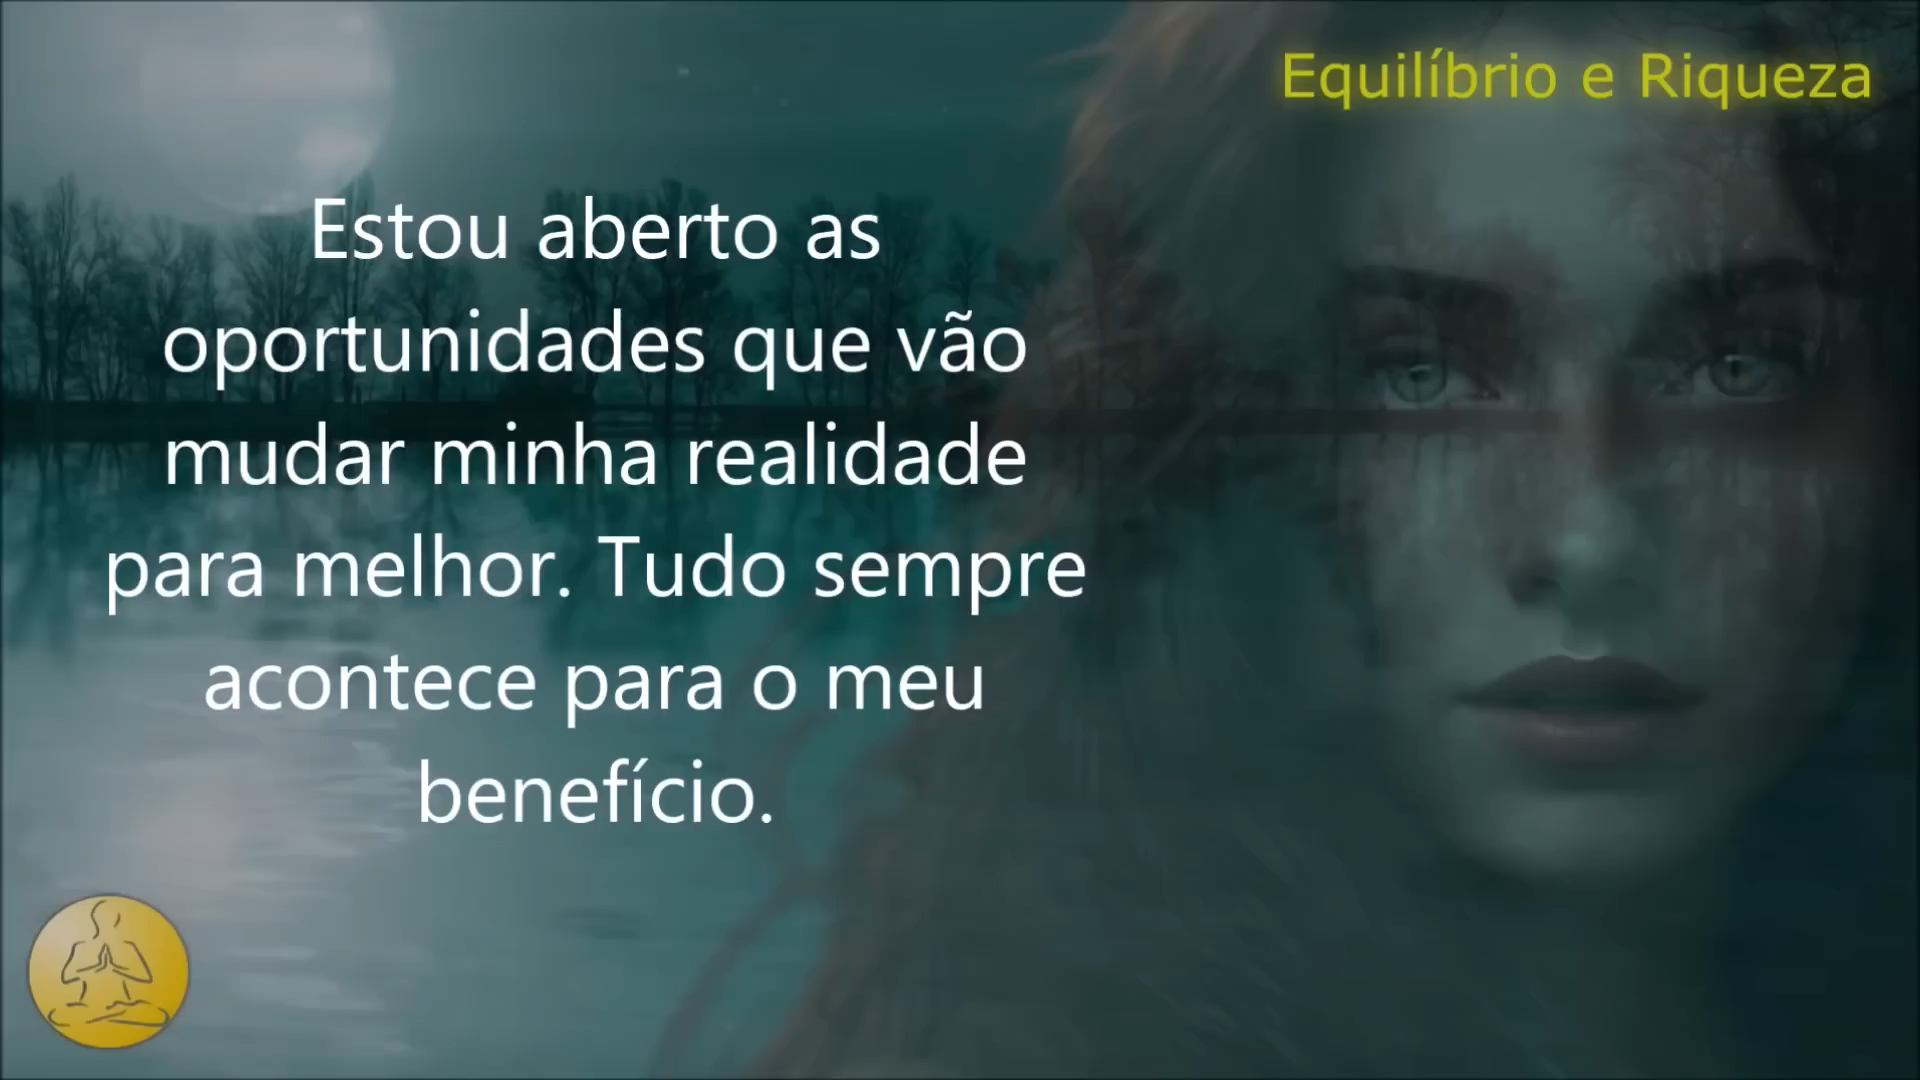 Equilíbrio e Riqueza
Estou aberto as
oportunidades que vão
mudar minha realidade
para melhor. Tudo sempre
acontece para o meu
benefício.